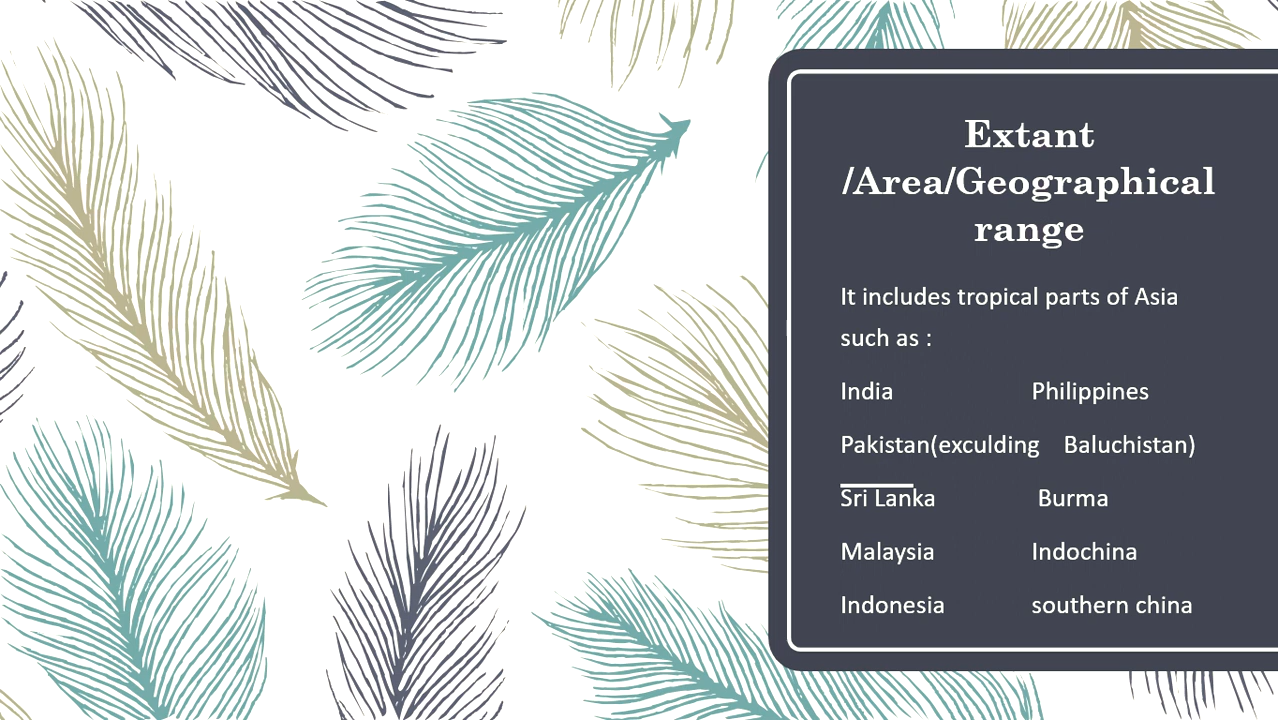 Extant
/Area/Geographical
range
It includes tropical parts of Asia
such as :
India Philippines
Pakistan(exculding Baluchistan)
Sri Lanka Burma
Malaysia Indochina
Indonesia southern china